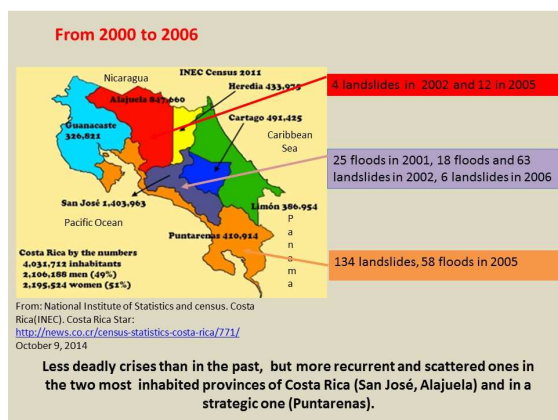 From 2000 to 2006
Nicaragua
INEC Census 2011
Heredia 433,975
Alajuela 847,660
4 landslides in 2002 and 12 in 2005
Cartago 491,425
Guanacaste
326,821
Caribbean
Sea
25 floods in 2001, 18 floods and 63
landslides in 2002, 6 landslides in 2006
San José 1,403,963
Limón 386.954
Pacific Ocean
Panama
Puntarenas 410,914
Costa Rica by the numbers
4,031,712 inhabitants
2,106,188 men (49%)
2,195,524 women (51%)
134 landslides, 58 floods in 2005
From: National Institute of Statistics and census. Costa
Rica(INEC). Costa Rica Star:
http://news.co.cr/census-statistics-costa-rica/771/
October 9, 2014
Less deadly crises than in the past, but more recurrent and scattered ones in
the two most inhabited provinces of Costa Rica (San José, Alajuela) and in a
strategic one (Puntarenas).